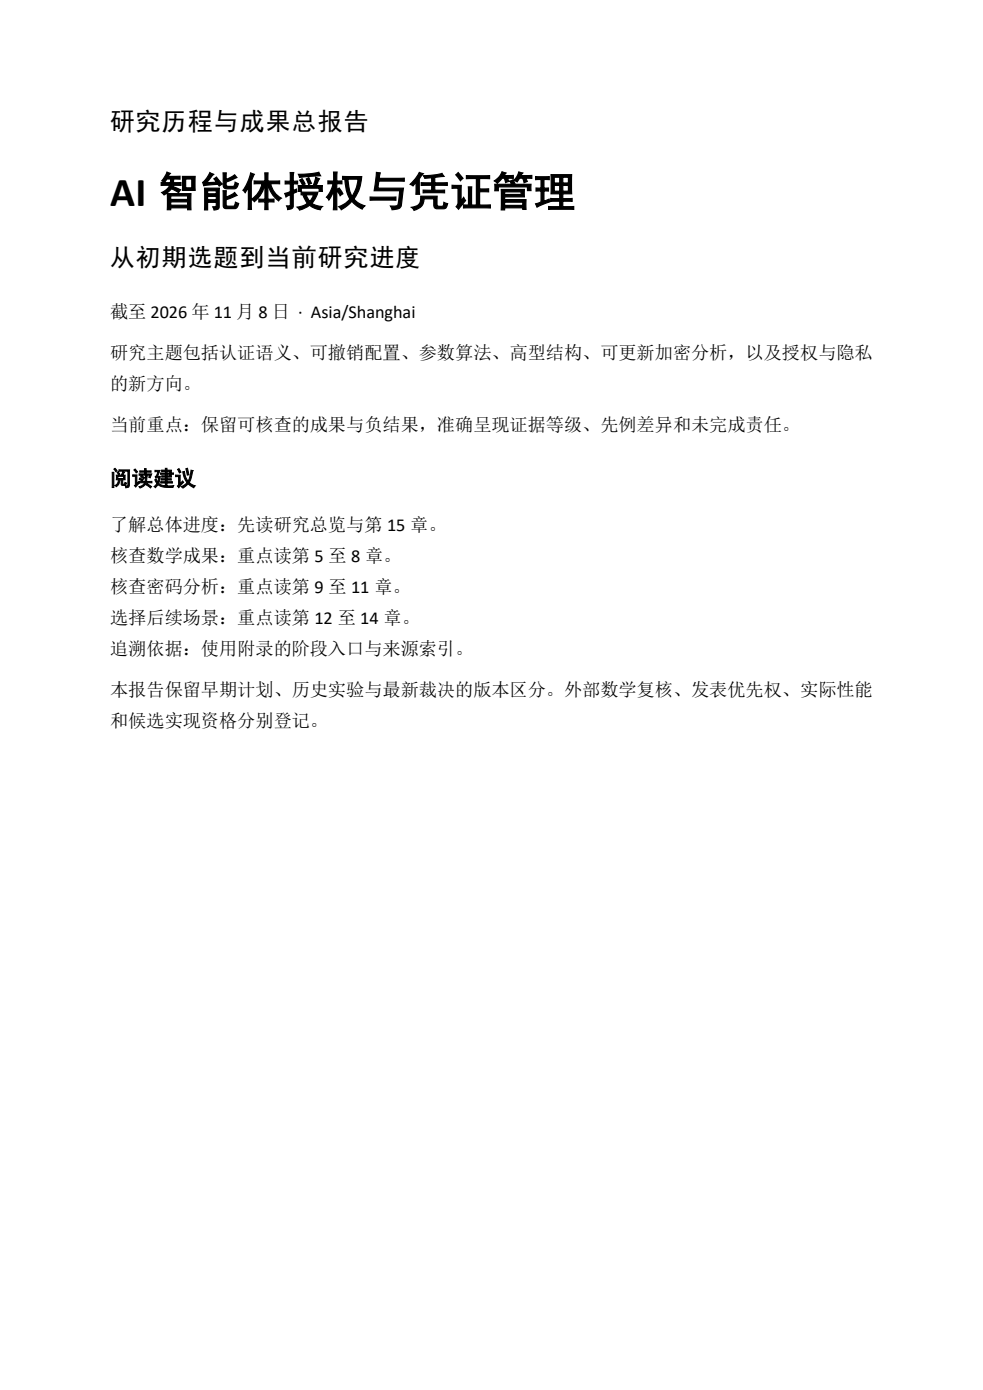 研究历程与成果总报告
AI 智能体授权与凭证管理
从初期选题到当前研究进度
截至 2026 年 11 月 8 日 · Asia/Shanghai
研究主题包括认证语义、可撤销配置、参数算法、高型结构、可更新加密分析，以及授权与隐私
的新方向。
当前重点：保留可核查的成果与负结果，准确呈现证据等级、先例差异和未完成责任。
阅读建议
了解总体进度：先读研究总览与第 15 章。
核查数学成果：重点读第 5 至 8 章。
核查密码分析：重点读第 9 至 11 章。
选择后续场景：重点读第 12 至 14 章。
追溯依据：使用附录的阶段入口与来源索引。
本报告保留早期计划、历史实验与最新裁决的版本区分。外部数学复核、发表优先权、实际性能
和候选实现资格分别登记。